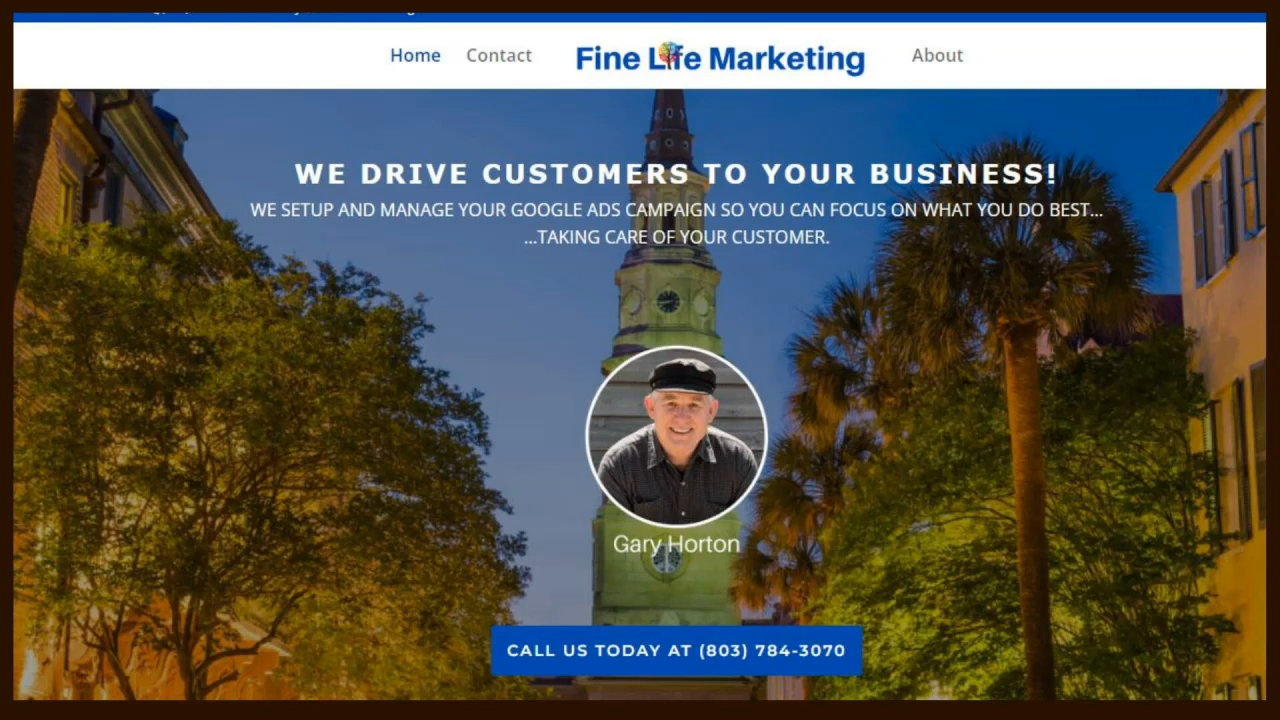 Home Contact Fine Life Marketing About
WE DRIVE CUSTOMERS TO YOUR BUSINESS!
WE SETUP AND MANAGE YOUR GOOGLE ADS CAMPAIGN SO YOU CAN FOCUS ON WHAT YOU DO BEST...
...TAKING CARE OF YOUR CUSTOMER.
Gary Horton
CALL US TODAY AT (803) 784-3070